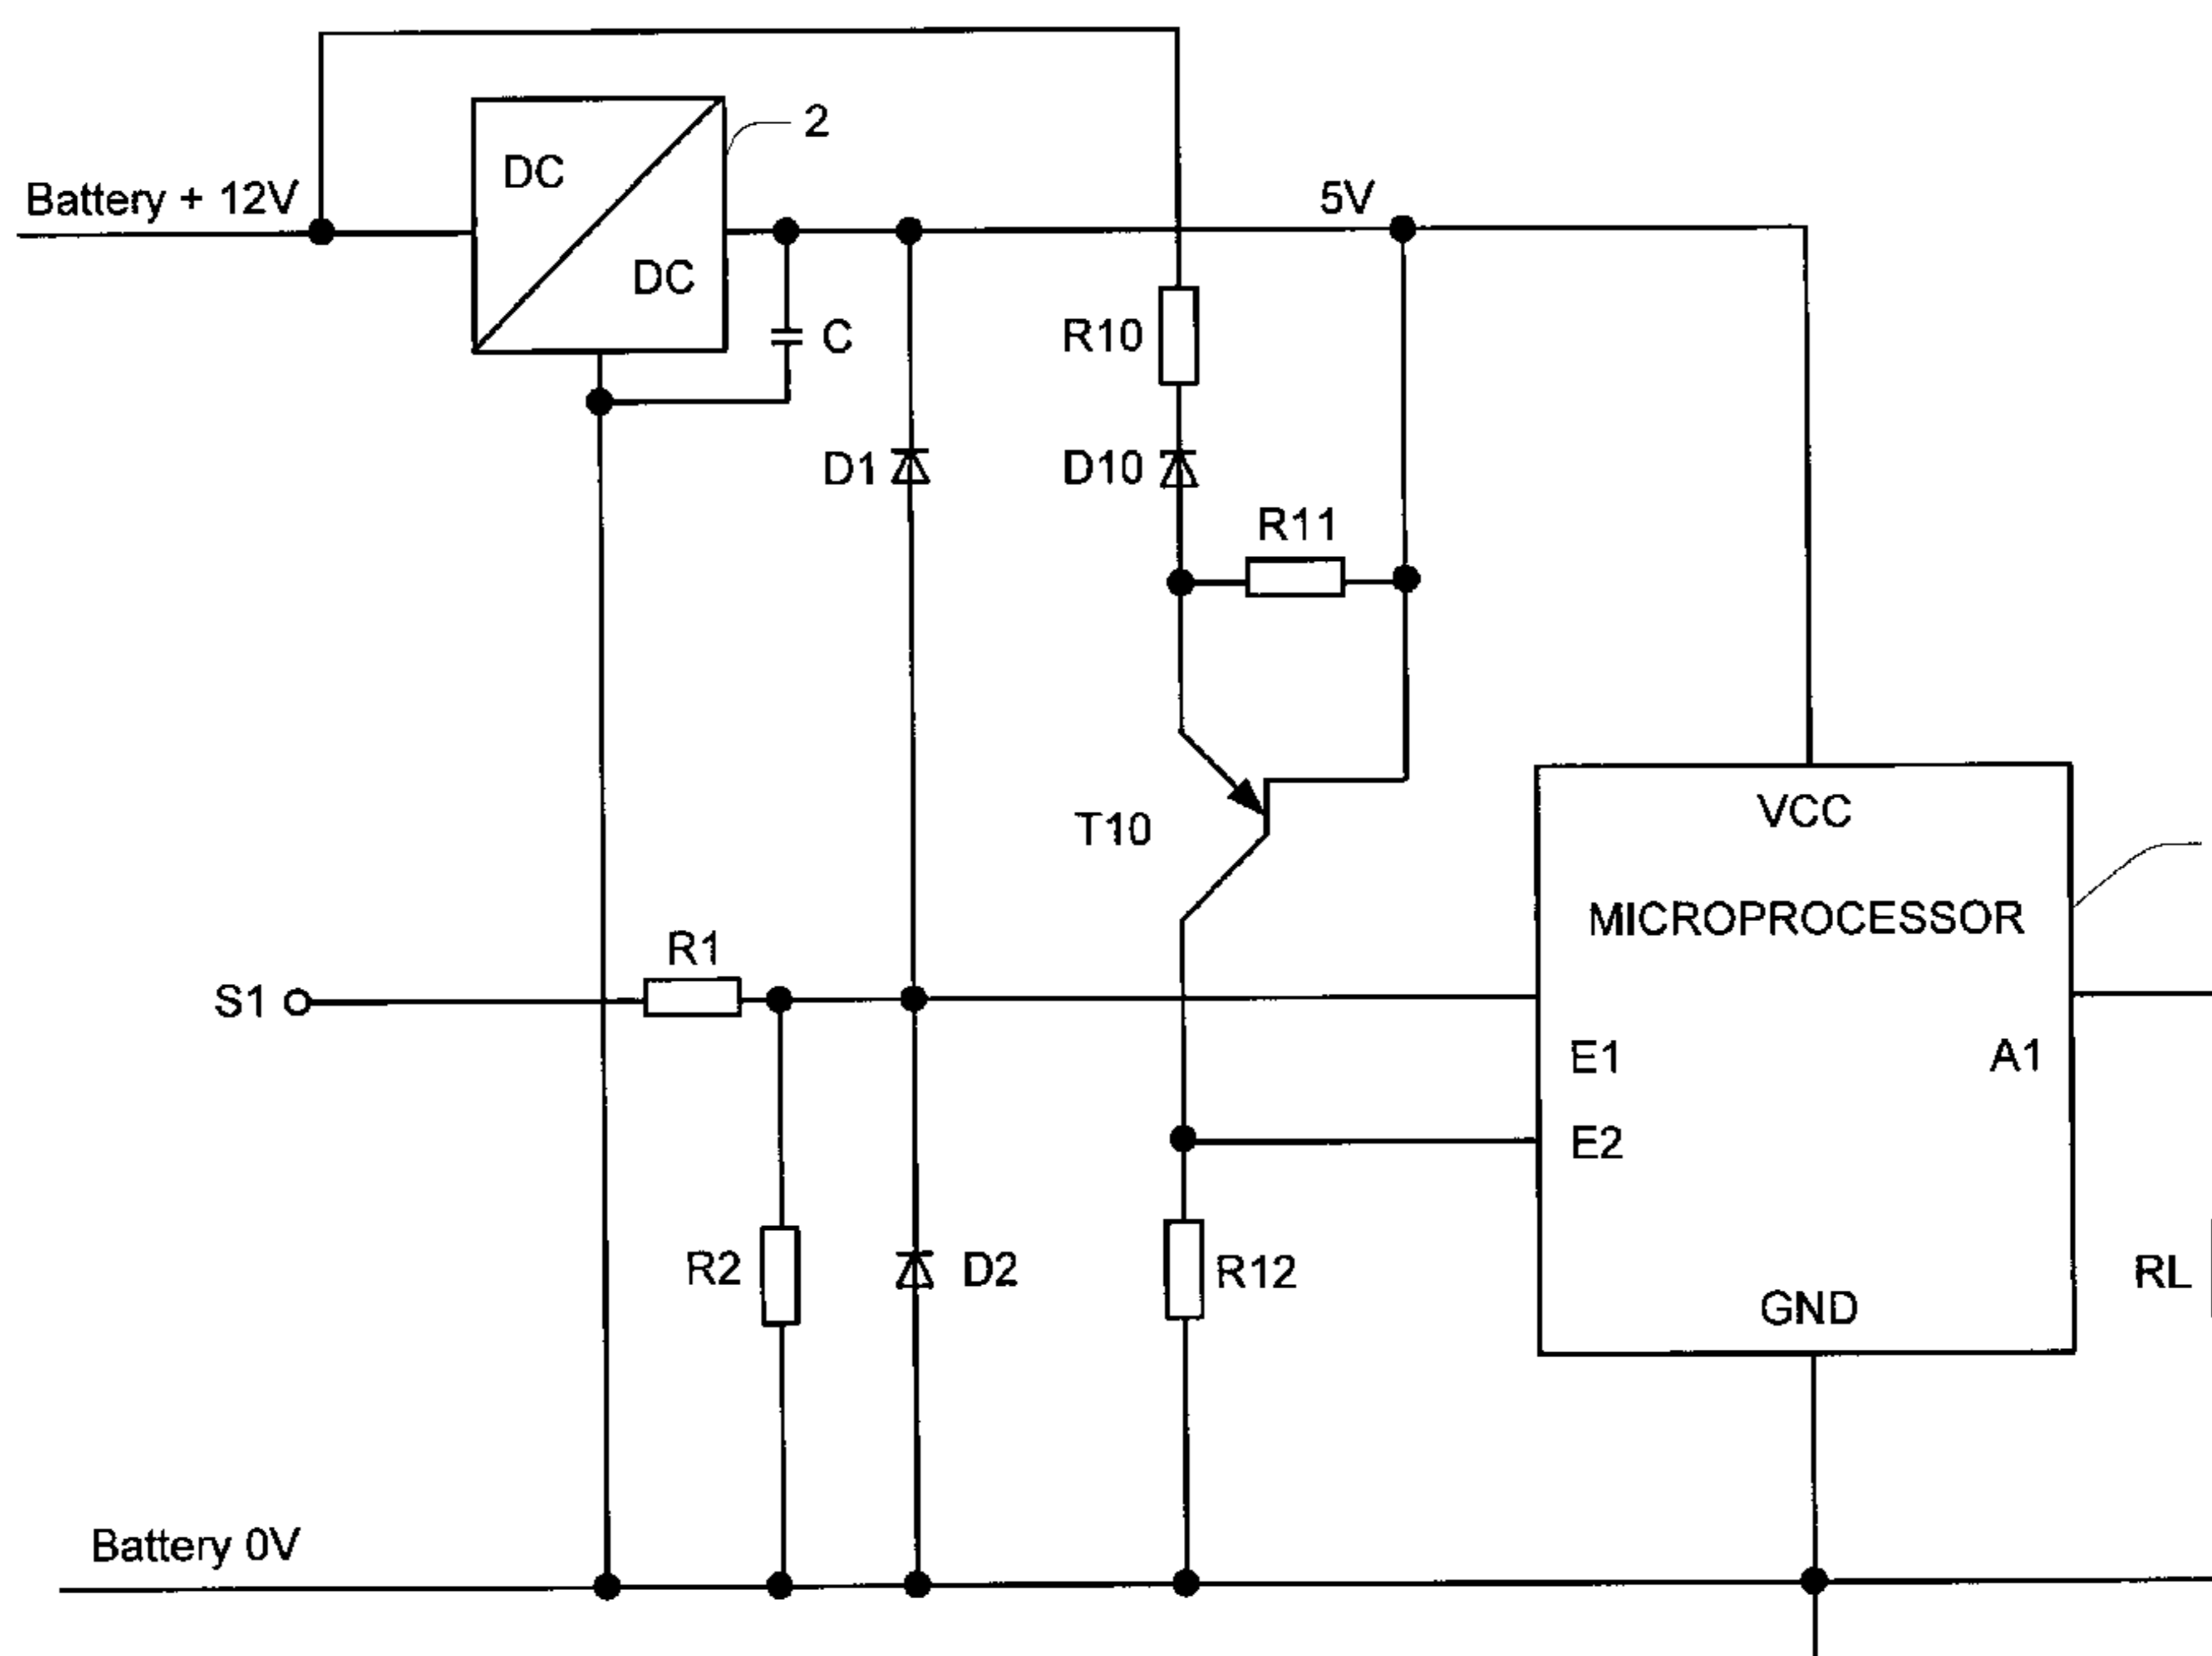 2
DC
Battery + 12V
5V
DC
R10
C
D1
D10
R11
VCC
T10
MICROPROCESSOR
R1
S1
E1
A1
E2
R2
D2
R12
RL
GND
Battery 0V